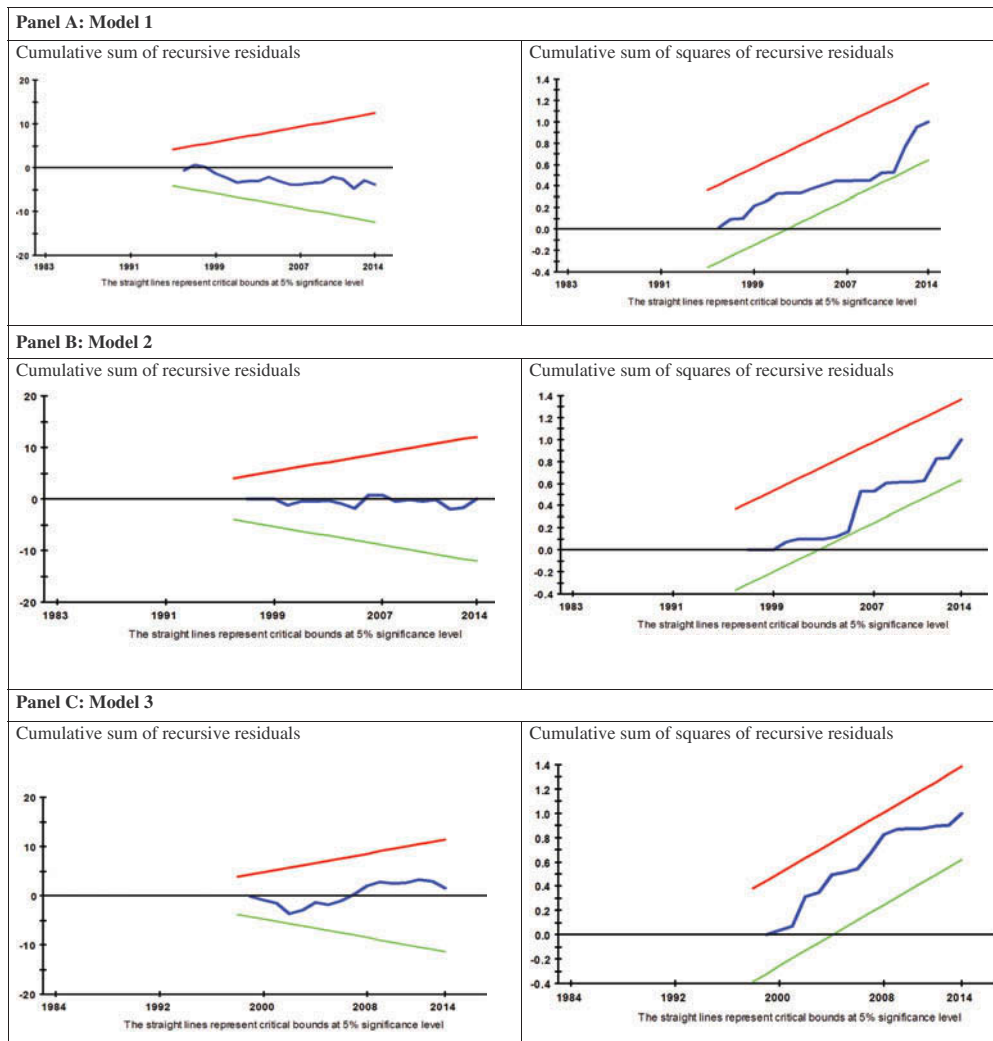 Panel A: Model 1
Cumulative sum of recursive residuals
20
10
0
-10
-20
1983 1991 1999 2007 2014
The straight lines represent critical bounds at 5% significance level
Cumulative sum of squares of recursive residuals
1.4
1.2
1.0
0.8
0.6
0.4
0.2
0.0
-0.2
-0.4
1983 1991 1999 2007 2014
The straight lines represent critical bounds at 5% significance level
Panel B: Model 2
Cumulative sum of recursive residuals
20
10
0
-10
-20
1983 1991 1999 2007 2014
The straight lines represent critical bounds at 5% significance level
Cumulative sum of squares of recursive residuals
1.4
1.2
1.0
0.8
0.6
0.4
0.2
0.0
-0.2
-0.4
1983 1991 1999 2007 2014
The straight lines represent critical bounds at 5% significance level
Panel C: Model 3
Cumulative sum of recursive residuals
20
10
0
-10
-20
1984 1992 2000 2008 2014
The straight lines represent critical bounds at 5% significance level
Cumulative sum of squares of recursive residuals
1.4
1.2
1.0
0.8
0.6
0.4
0.2
0.0
-0.2
-0.4
1984 1992 2000 2008 2014
The straight lines represent critical bounds at 5% significance level